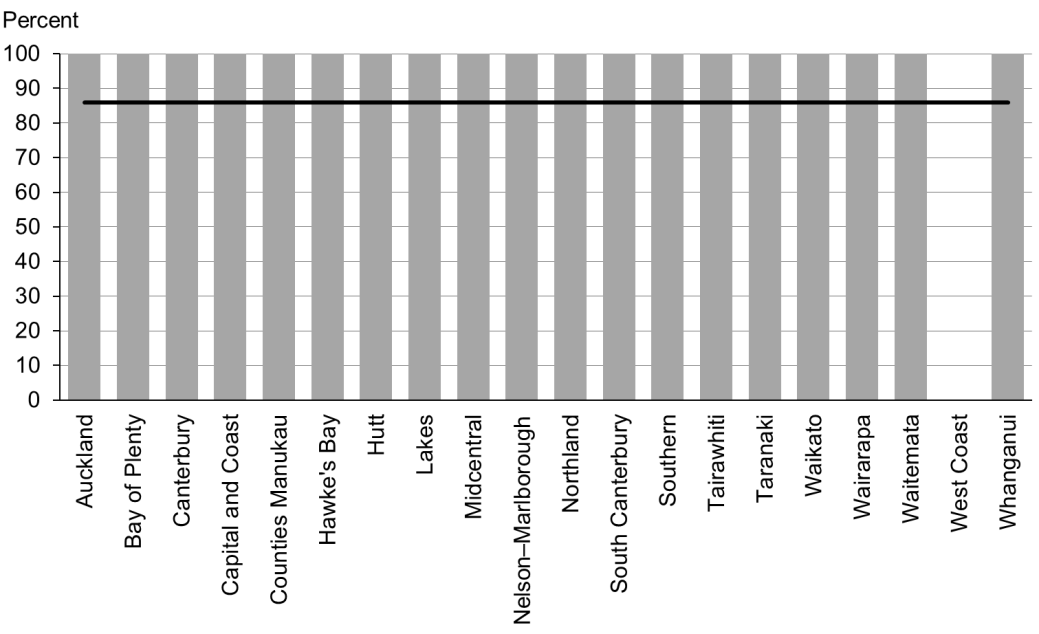 Percent
100
90
80
70
60
50
40
30
20
10
0
Auckland
Bay of Plenty
Canterbury
Capital and Coast
Counties Manukau
Hawke's Bay
Hutt
Lakes
Midcentral
Nelson–Marlborough
Northland
South Canterbury
Southern
Tairawhiti
Taranaki
Waikato
Wairarapa
Waitemata
West Coast
Whanganui